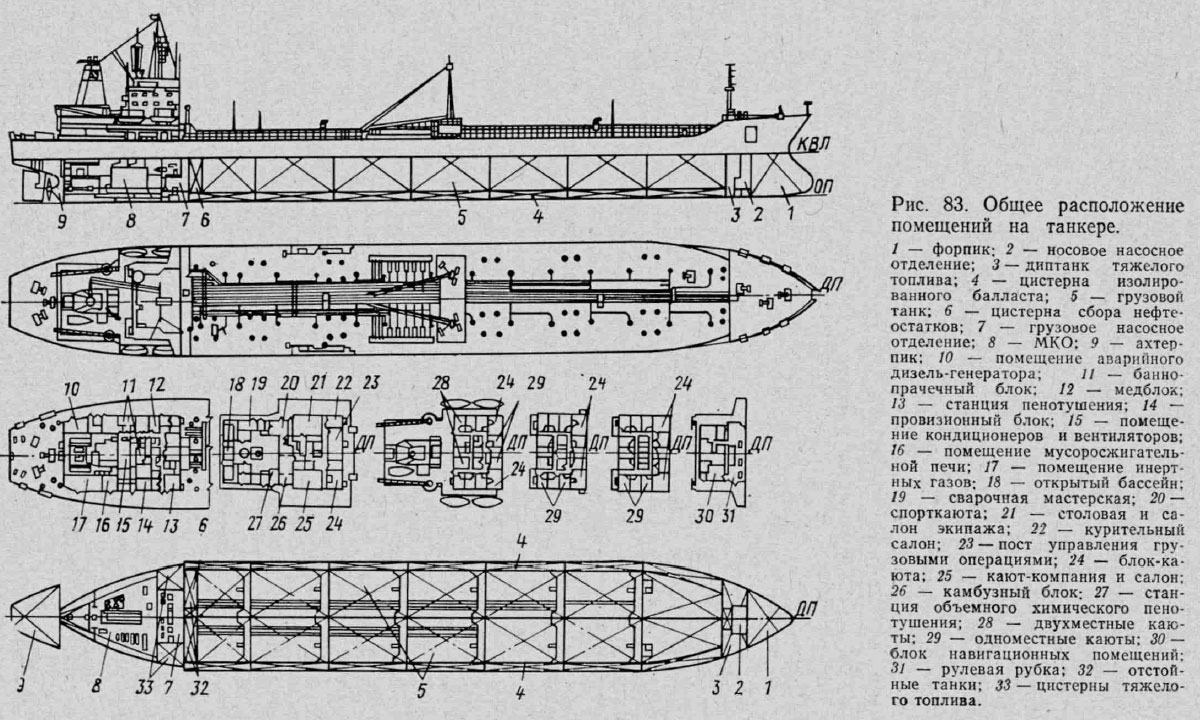 КВЛ
ОП
9 8 7 6 5 4 3 2 1
ДП
10 11 12 18 19 20 21 22 23 28 24 29 24 24
ДП ДП ДП ДП ДП ДП
24
17 16 15 14 13 6 27 26 25 24 29 29 30 31
4
ДП
9 8 33 7 32 5 4 3 2 1
Рис. 83. Общее расположение
помещений на танкере.
1 — форпик; 2 — носовое насосное
отделение; 3 — диптанк тяжелого
топлива; 4 — цистерна изолиро-
ванного балласта; 5 — грузовой
танк; 6 — цистерна сбора нефте-
остатков; 7 — грузовое насосное
отделение; 8 — МКО; 9 — ахтер-
пик; 10 — помещение аварийного
дизель-генератора; 11 — банно-
прачечный блок; 12 — медблок;
13 — станция пенотушения; 14 —
провизионный блок; 15 — помеще-
ние кондиционеров и вентиляторов;
16 — помещение мусоросжигатель-
ной печи; 17 — помещение инерт-
ных газов; 18 — открытый бассейн;
19 — сварочная мастерская; 20 —
спорткаюта; 21 — столовая и са-
лон экипажа; 22 — курительный
салон; 23 — пост управления гру-
зовыми операциями; 24 — блок-ка-
юта; 25 — кают-компания и салон;
26 — камбузный блок; 27 — стан-
ция объемного химического пено-
тушения; 28 — двухместные каю-
ты; 29 — одноместные каюты; 30 —
блок навигационных помещений;
31 — рулевая рубка; 32 — отстой-
ные танки; 33 — цистерны тяжело-
го топлива.